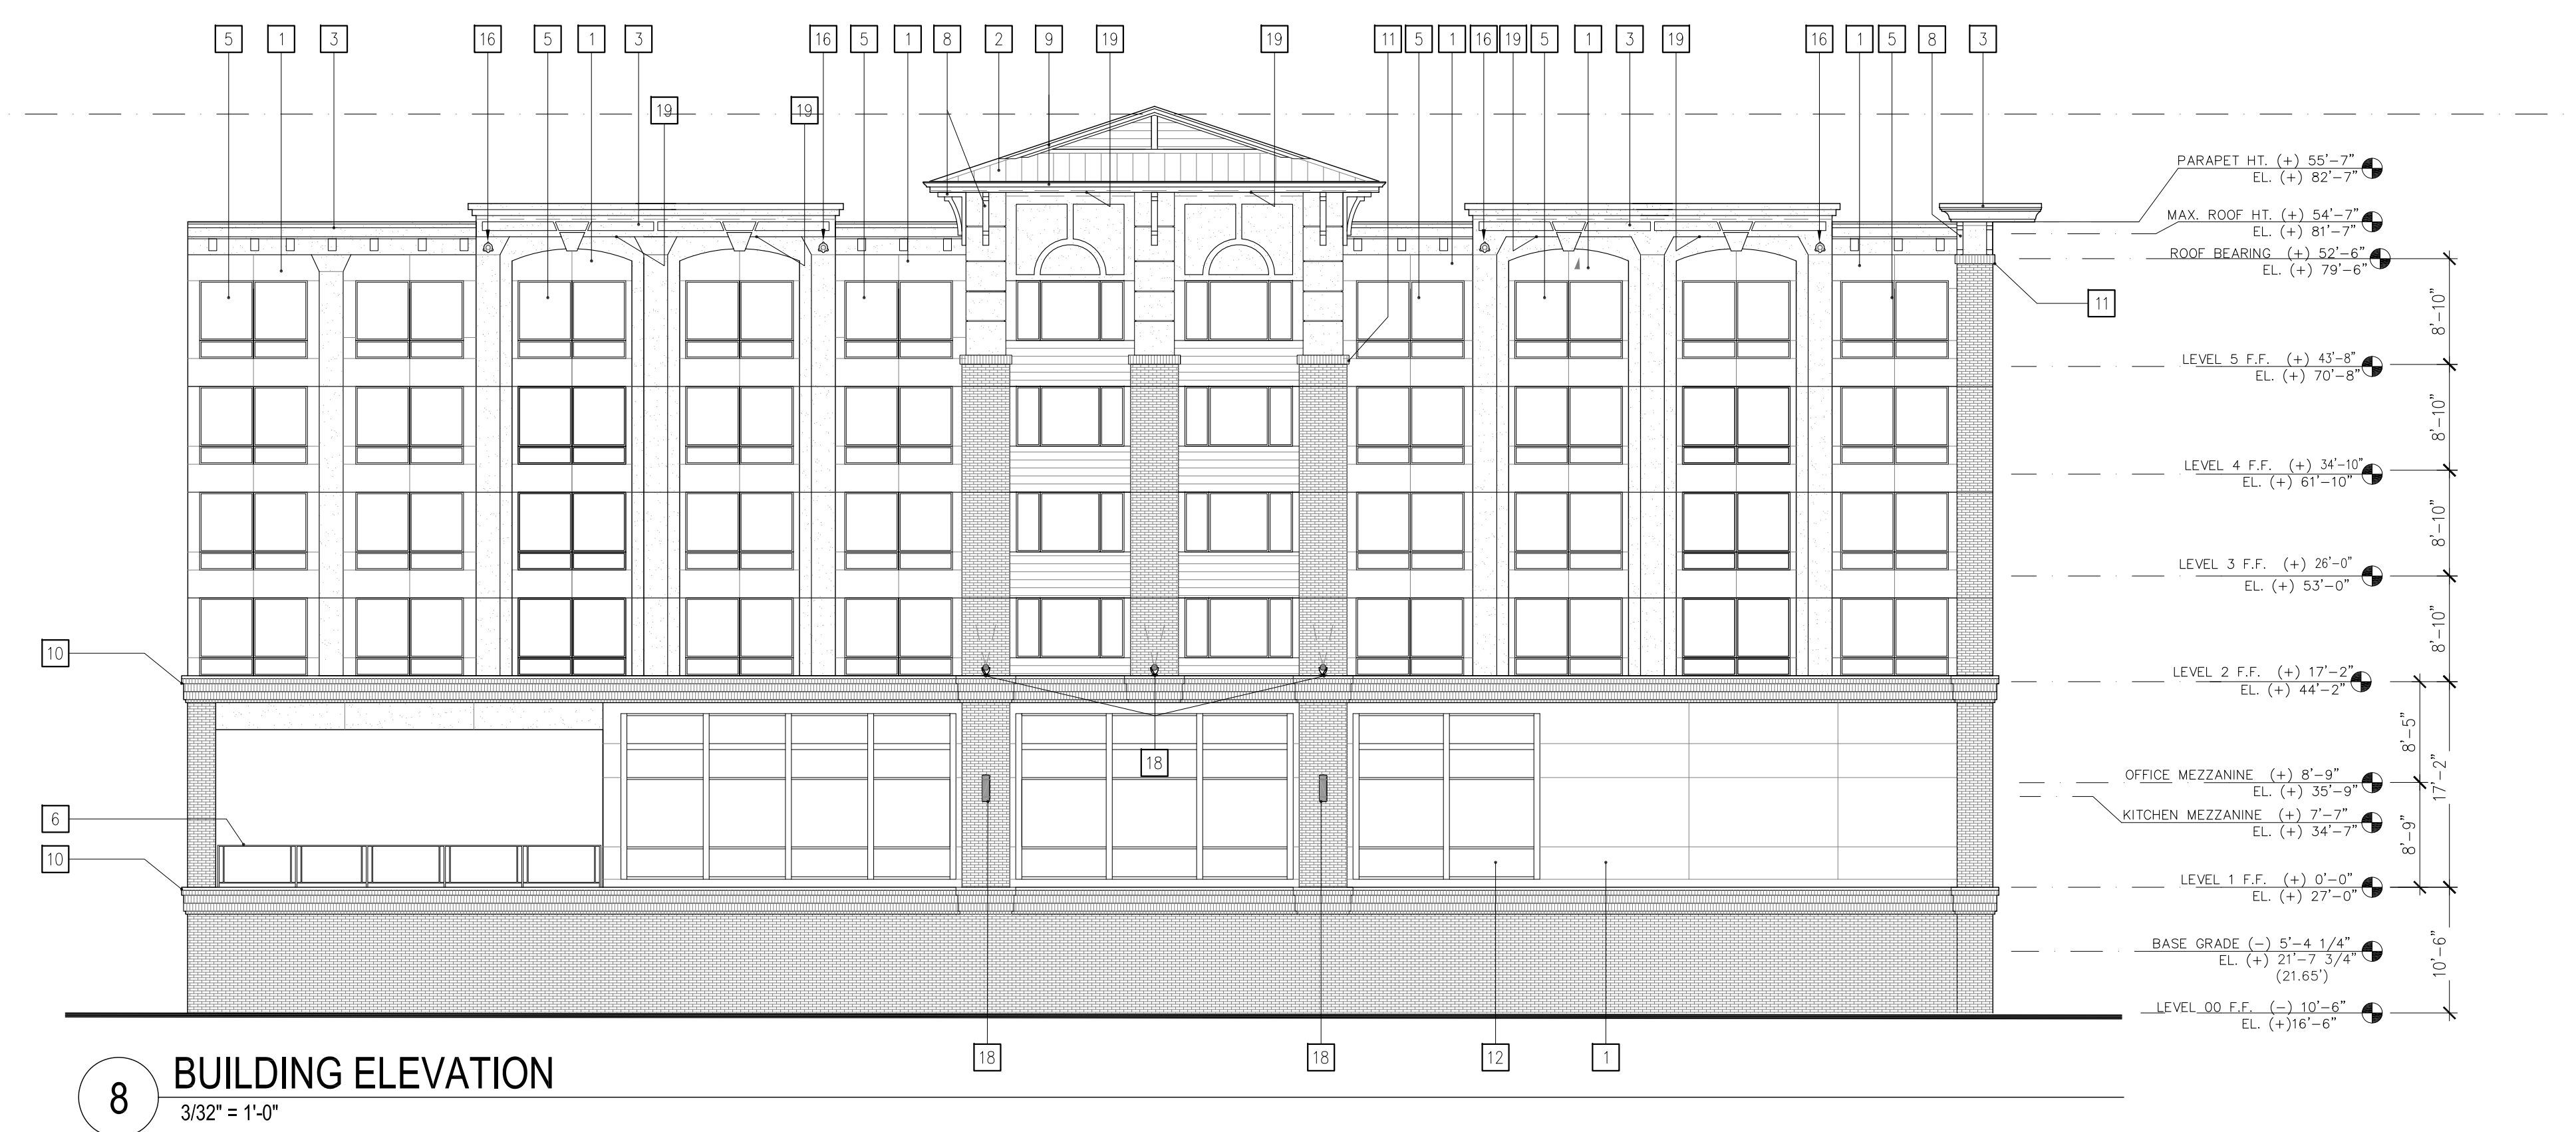 5 1 3 16 5 1 3 16 5 1 8 2 9 19 19 11 5 1 16 19 5 1 3 19 16 1 5 8 3
19 19
PARAPET HT. (+) 55'-7"
EL. (+) 82'-7"
MAX. ROOF HT. (+) 54'-7"
EL. (+) 81'-7"
ROOF BEARING (+) 52'-6"
EL. (+) 79'-6"
11
8'-10"
LEVEL 5 F.F. (+) 43'-8"
EL. (+) 70'-8"
8'-10"
LEVEL 4 F.F. (+) 34'-10"
EL. (+) 61'-10"
8'-10"
LEVEL 3 F.F. (+) 26'-0"
EL. (+) 53'-0"
8'-10"
10
LEVEL 2 F.F. (+) 17'-2"
EL. (+) 44'-2"
8'-5"
18
17'-2"
OFFICE MEZZANINE (+) 8'-9"
EL. (+) 35'-9"
6
KITCHEN MEZZANINE (+) 7'-7"
EL. (+) 34'-7"
8'-9"
10
LEVEL 1 F.F. (+) 0'-0"
EL. (+) 27'-0"
BASE GRADE (-) 5'-4 1/4"
EL. (+) 21'-7 3/4"
(21.65')
10'-6"
LEVEL 00 F.F. (-) 10'-6"
EL. (+)16'-6"
18 18 12 1
8 BUILDING ELEVATION
3/32" = 1'-0"